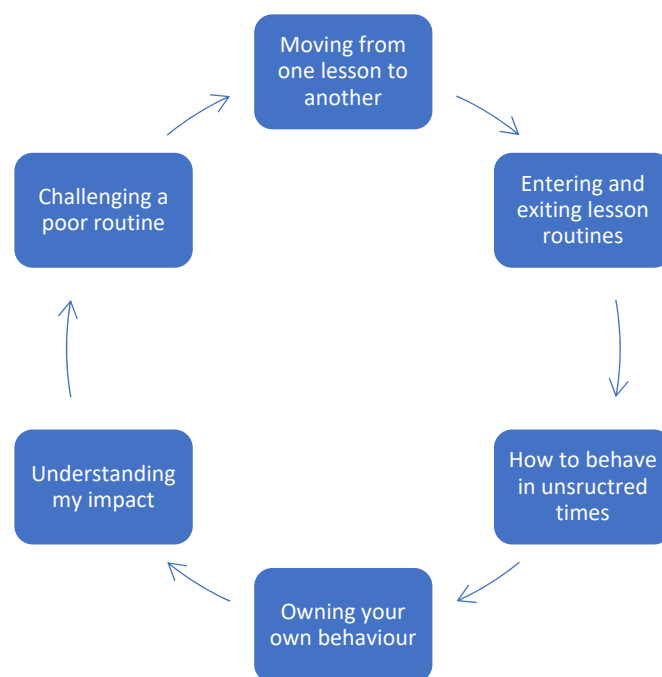 Moving from
one lesson to
another
Entering and
exiting lesson
routines
How to behave
in unsructred
times
Owning your
own behaviour
Understanding
my impact
Challenging a
poor routine